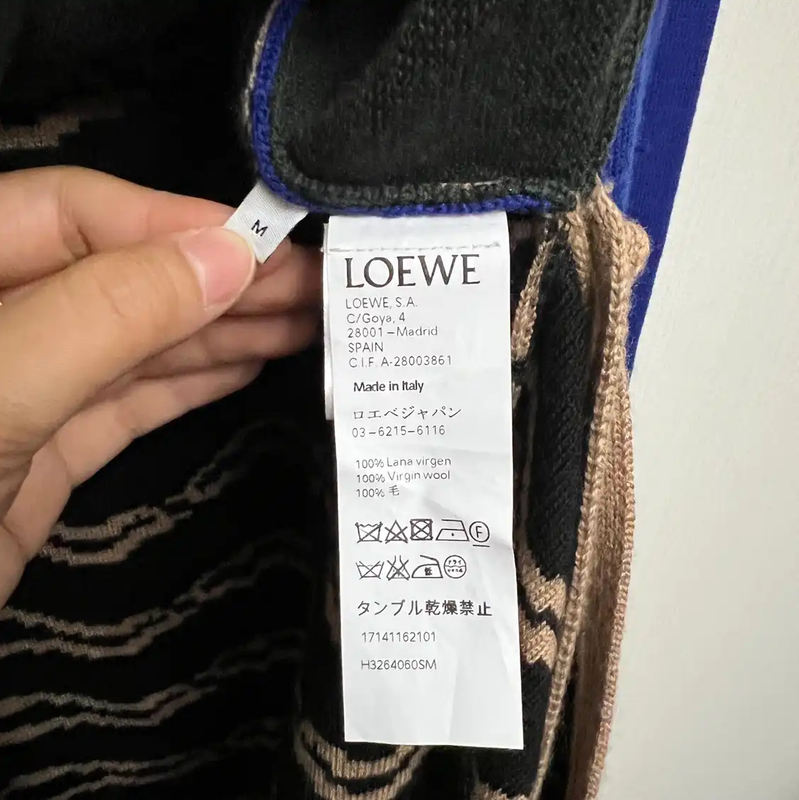 M
LOEWE
LOEWE, S.A.
C/Goya, 4
28001 – Madrid
SPAIN
C.I.F. A-28003861
Made in Italy
ロエベジャパン
03-6215-6116
100% Lana virgen
100% Virgin wool
100% 毛
F
タンブル乾燥禁止
17141162101
H3264060SM